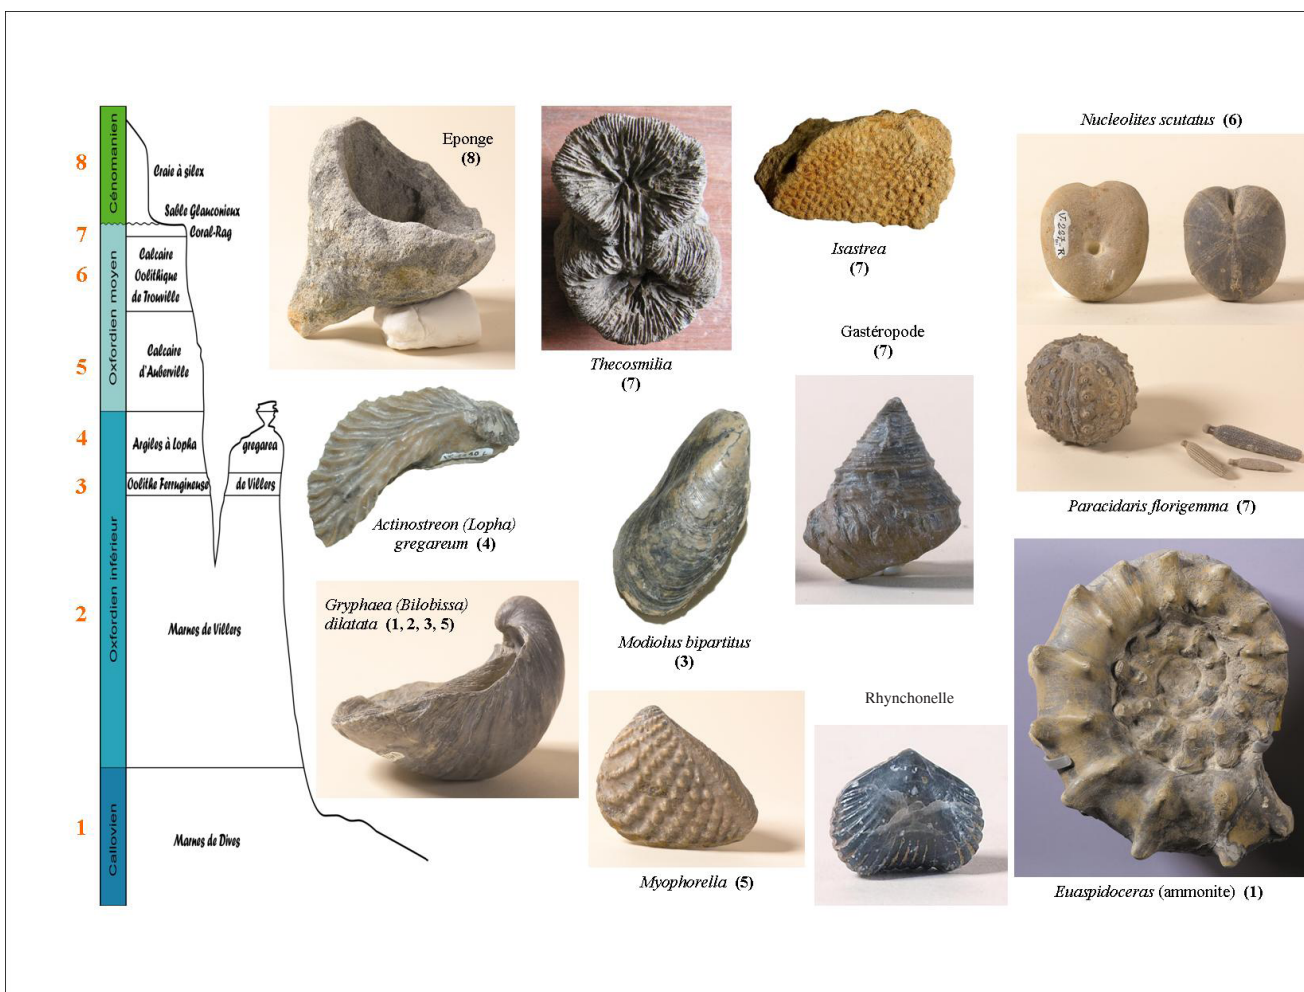 8
7
6
5
4
3
2
1
Cénomanien
Oxfordien moyen
Oxfordien inférieur
Callovien
Craie à silex
Sable Glauconieux
Coral-Rag
Calcaire
Oolithique
de Trouville
Calcaire
d'Auberville
Argiles à Lopha
gregarea
Oolithe Ferrugineuse
de Villers
Marnes de Villers
Marnes de Dives
Eponge
(8)
Thecosmilia
(7)
Isastrea
(7)
Nucleolites scutatus (6)
Gastéropode
(7)
Paracidaris florigemma (7)
Actinostreon (Lopha)
gregareum (4)
Modiolus bipartitus
(3)
Gryphaea (Bilobissa)
dilatata (1, 2, 3, 5)
Myophorella (5)
Rhynchonelle
Euaspidoceras (ammonite) (1)